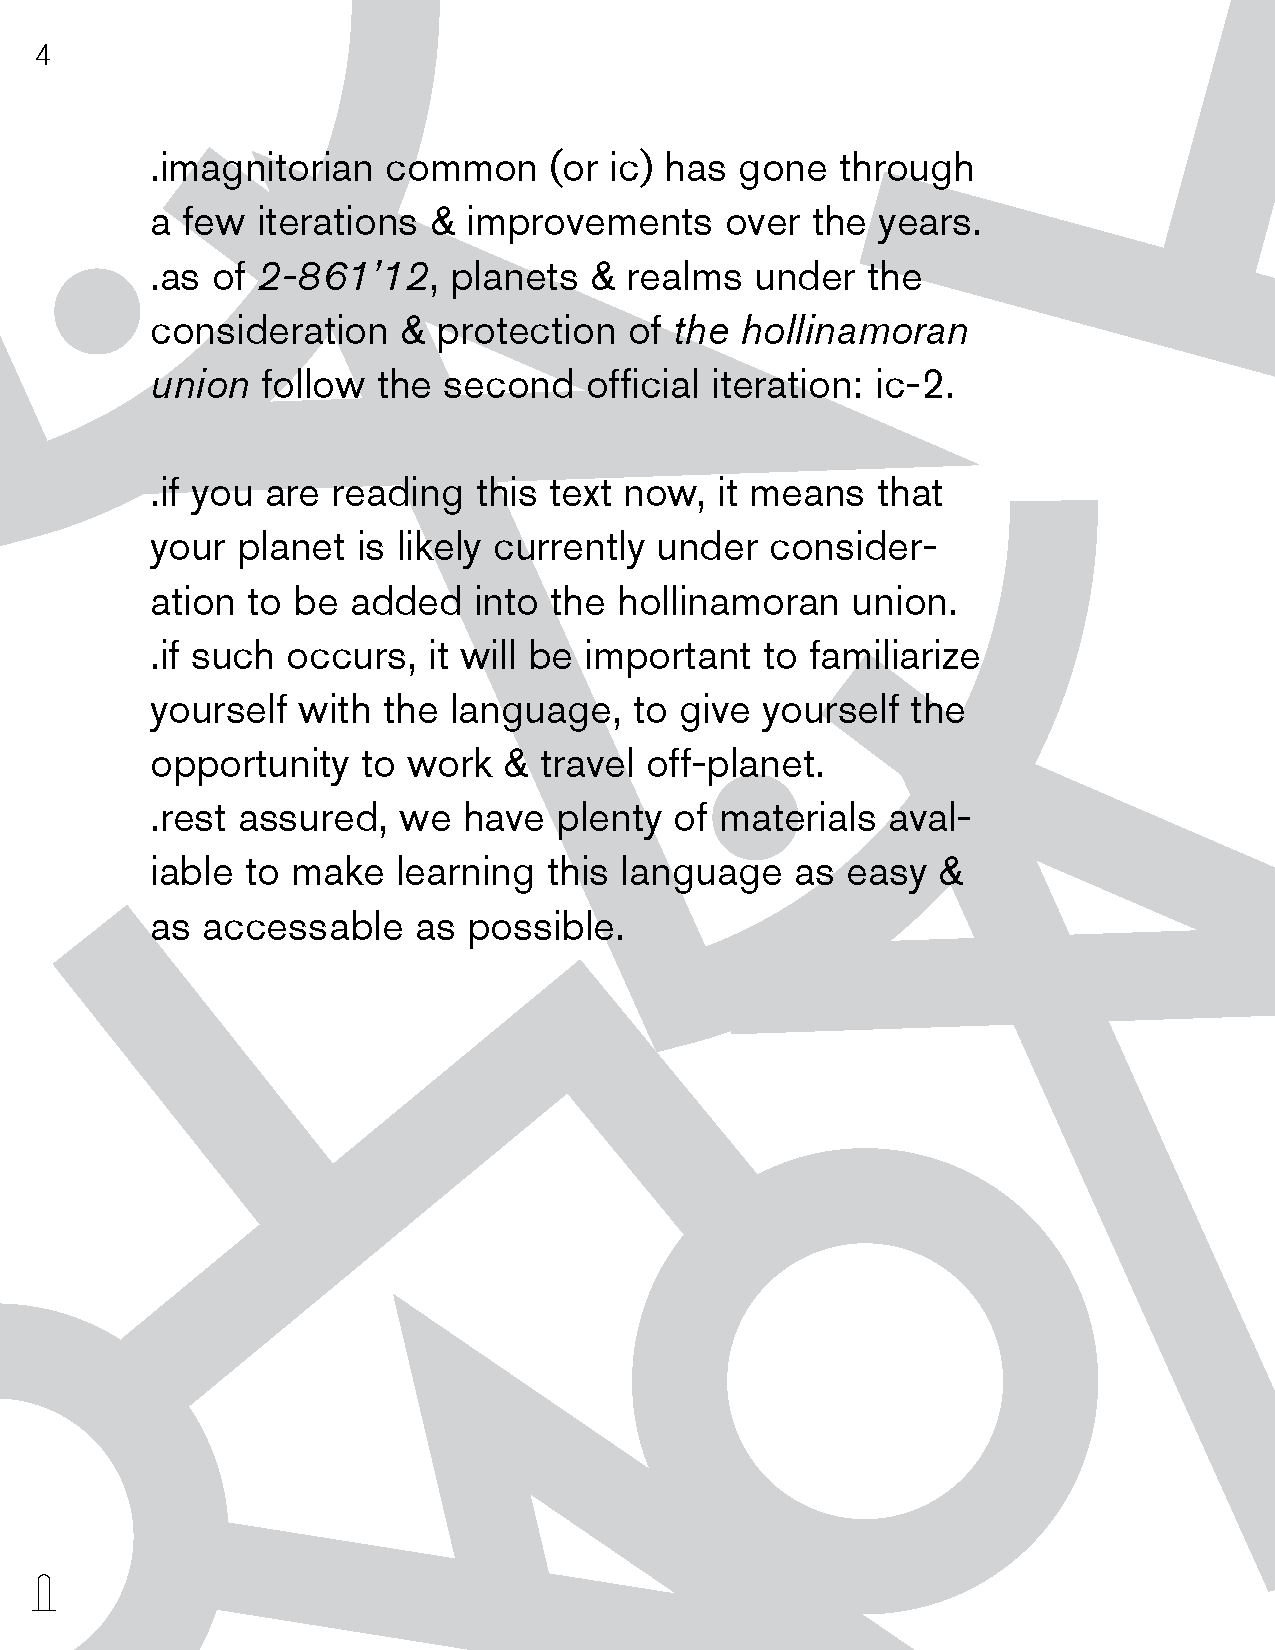 4
.imagnitorian common (or ic) has gone through
a few iterations & improvements over the years.
.as of 2-861’12, planets & realms under the
consideration & protection of the hollinamoran
union follow the second official iteration: ic-2.
.if you are reading this text now, it means that
your planet is likely currently under consider-
ation to be added into the hollinamoran union.
.if such occurs, it will be important to familiarize
yourself with the language, to give yourself the
opportunity to work & travel off-planet.
.rest assured, we have plenty of materials aval-
iable to make learning this language as easy &
as accessable as possible.